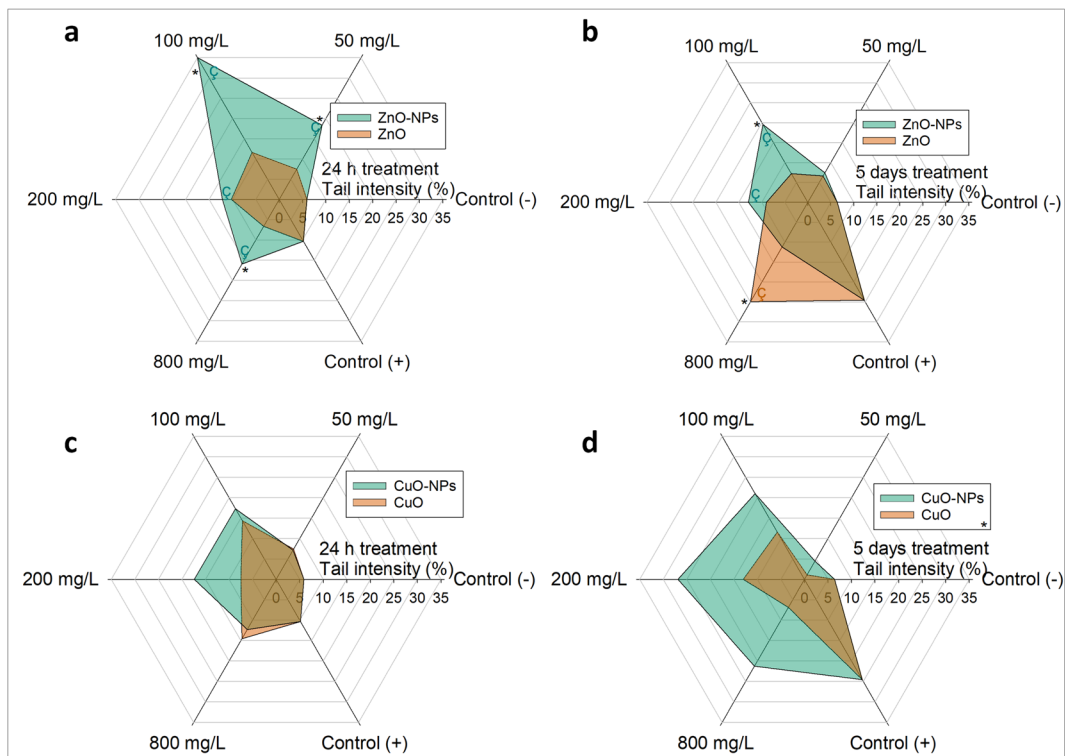 a
100 mg/L
50 mg/L
* Ç
* Ç
ZnO-NPs
ZnO
24 h treatment
Tail intensity (%)
200 mg/L
Ç
Control (-)
0 5 10 15 20 25 30 35
Ç
*
800 mg/L
Control (+)
b
100 mg/L
50 mg/L
* Ç
ZnO-NPs
ZnO
5 days treatment
Tail intensity (%)
200 mg/L
Ç
Control (-)
0 5 10 15 20 25 30 35
* Ç
800 mg/L
Control (+)
c
100 mg/L
50 mg/L
CuO-NPs
CuO
24 h treatment
Tail intensity (%)
200 mg/L
Control (-)
0 5 10 15 20 25 30 35
800 mg/L
Control (+)
d
100 mg/L
50 mg/L
CuO-NPs
CuO
*
5 days treatment
Tail intensity (%)
200 mg/L
Control (-)
0 5 10 15 20 25 30 35
800 mg/L
Control (+)